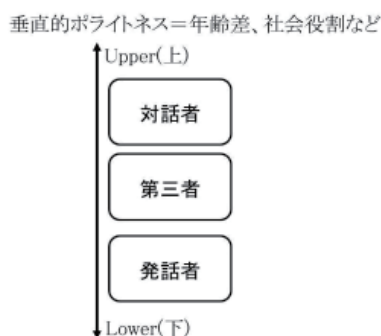 垂直的ポライトネス＝年齢差、社会役割など
Upper(上)
対話者
第三者
発話者
Lower(下)